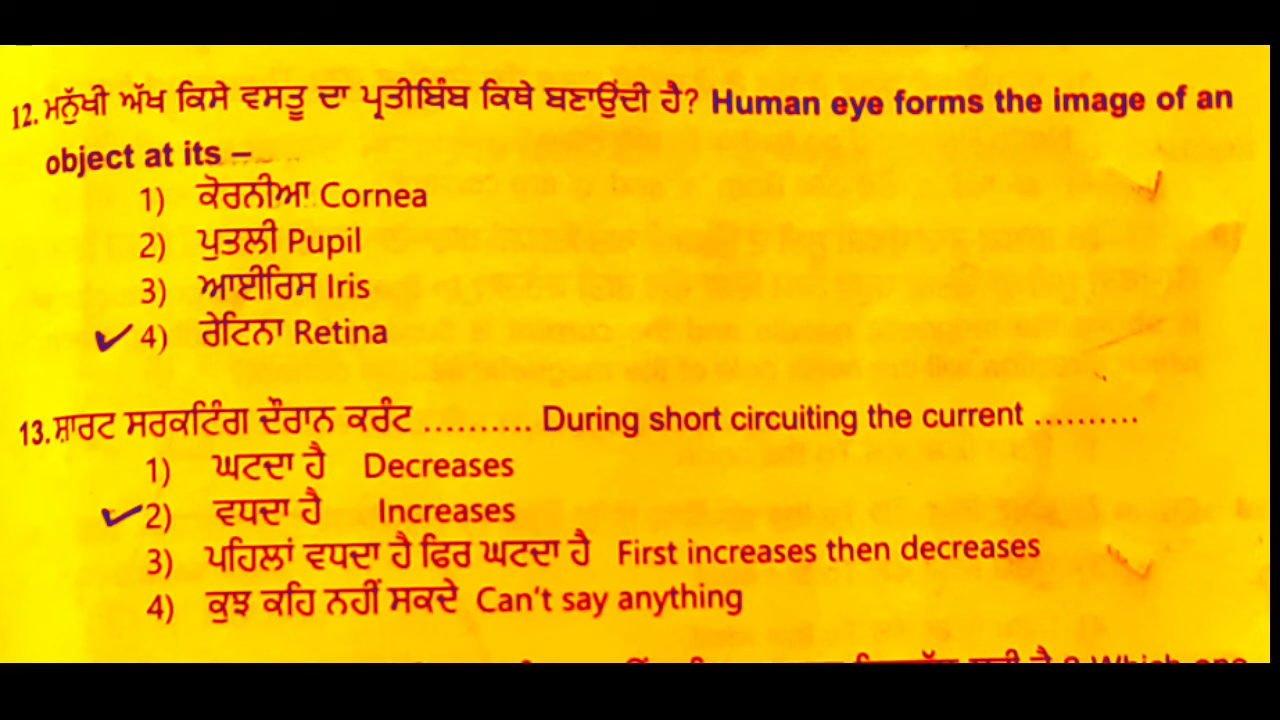 12. ਮਨੁੱਖੀ ਅੱਖ ਕਿਸੇ ਵਸਤੂ ਦਾ ਪ੍ਰਤੀਬਿੰਬ ਕਿਥੇ ਬਣਾਉਂਦੀ ਹੈ? Human eye forms the image of an
object at its –
1) ਕੋਰਨੀਆ Cornea
2) ਪੁਤਲੀ Pupil
3) ਆਈਰਿਸ Iris
4) ਰੇਟਿਨਾ Retina
13. ਸ਼ਾਰਟ ਸਰਕਟਿੰਗ ਦੌਰਾਨ ਕਰੰਟ .......... During short circuiting the current ..........
1) ਘਟਦਾ ਹੈ Decreases
2) ਵਧਦਾ ਹੈ Increases
3) ਪਹਿਲਾਂ ਵਧਦਾ ਹੈ ਫਿਰ ਘਟਦਾ ਹੈ First increases then decreases
4) ਕੁਝ ਕਹਿ ਨਹੀਂ ਸਕਦੇ Can't say anything
ਹੈ ? Which one